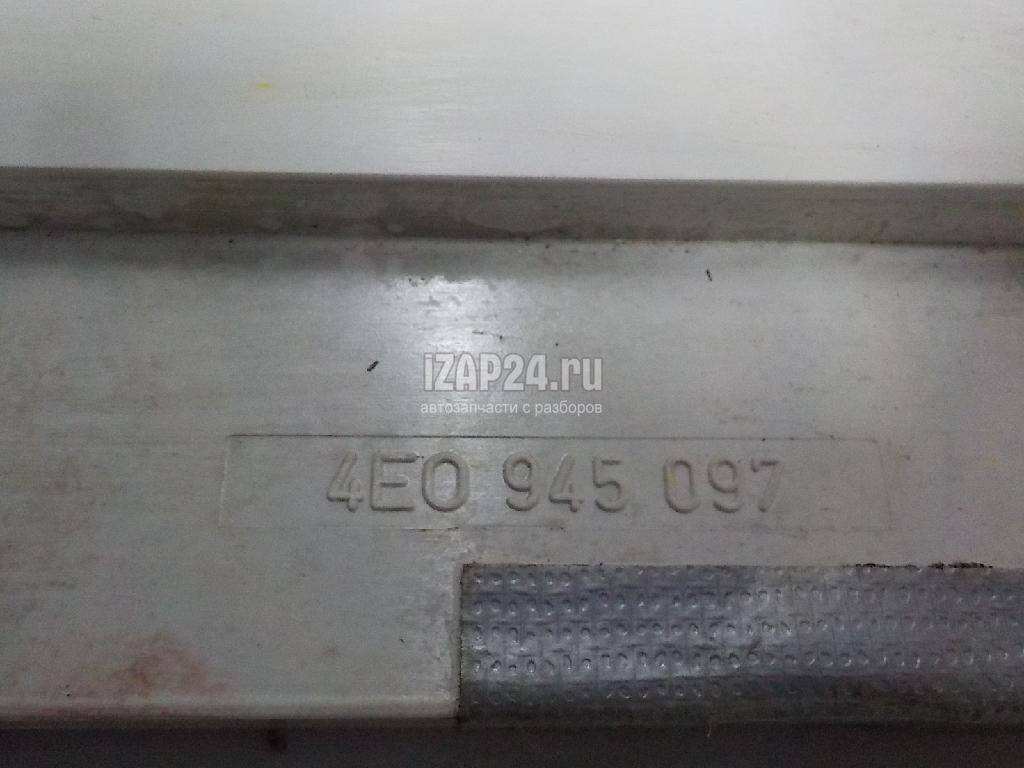 iZAP24.ru
автозапчасти с разборов
4E0 945 097